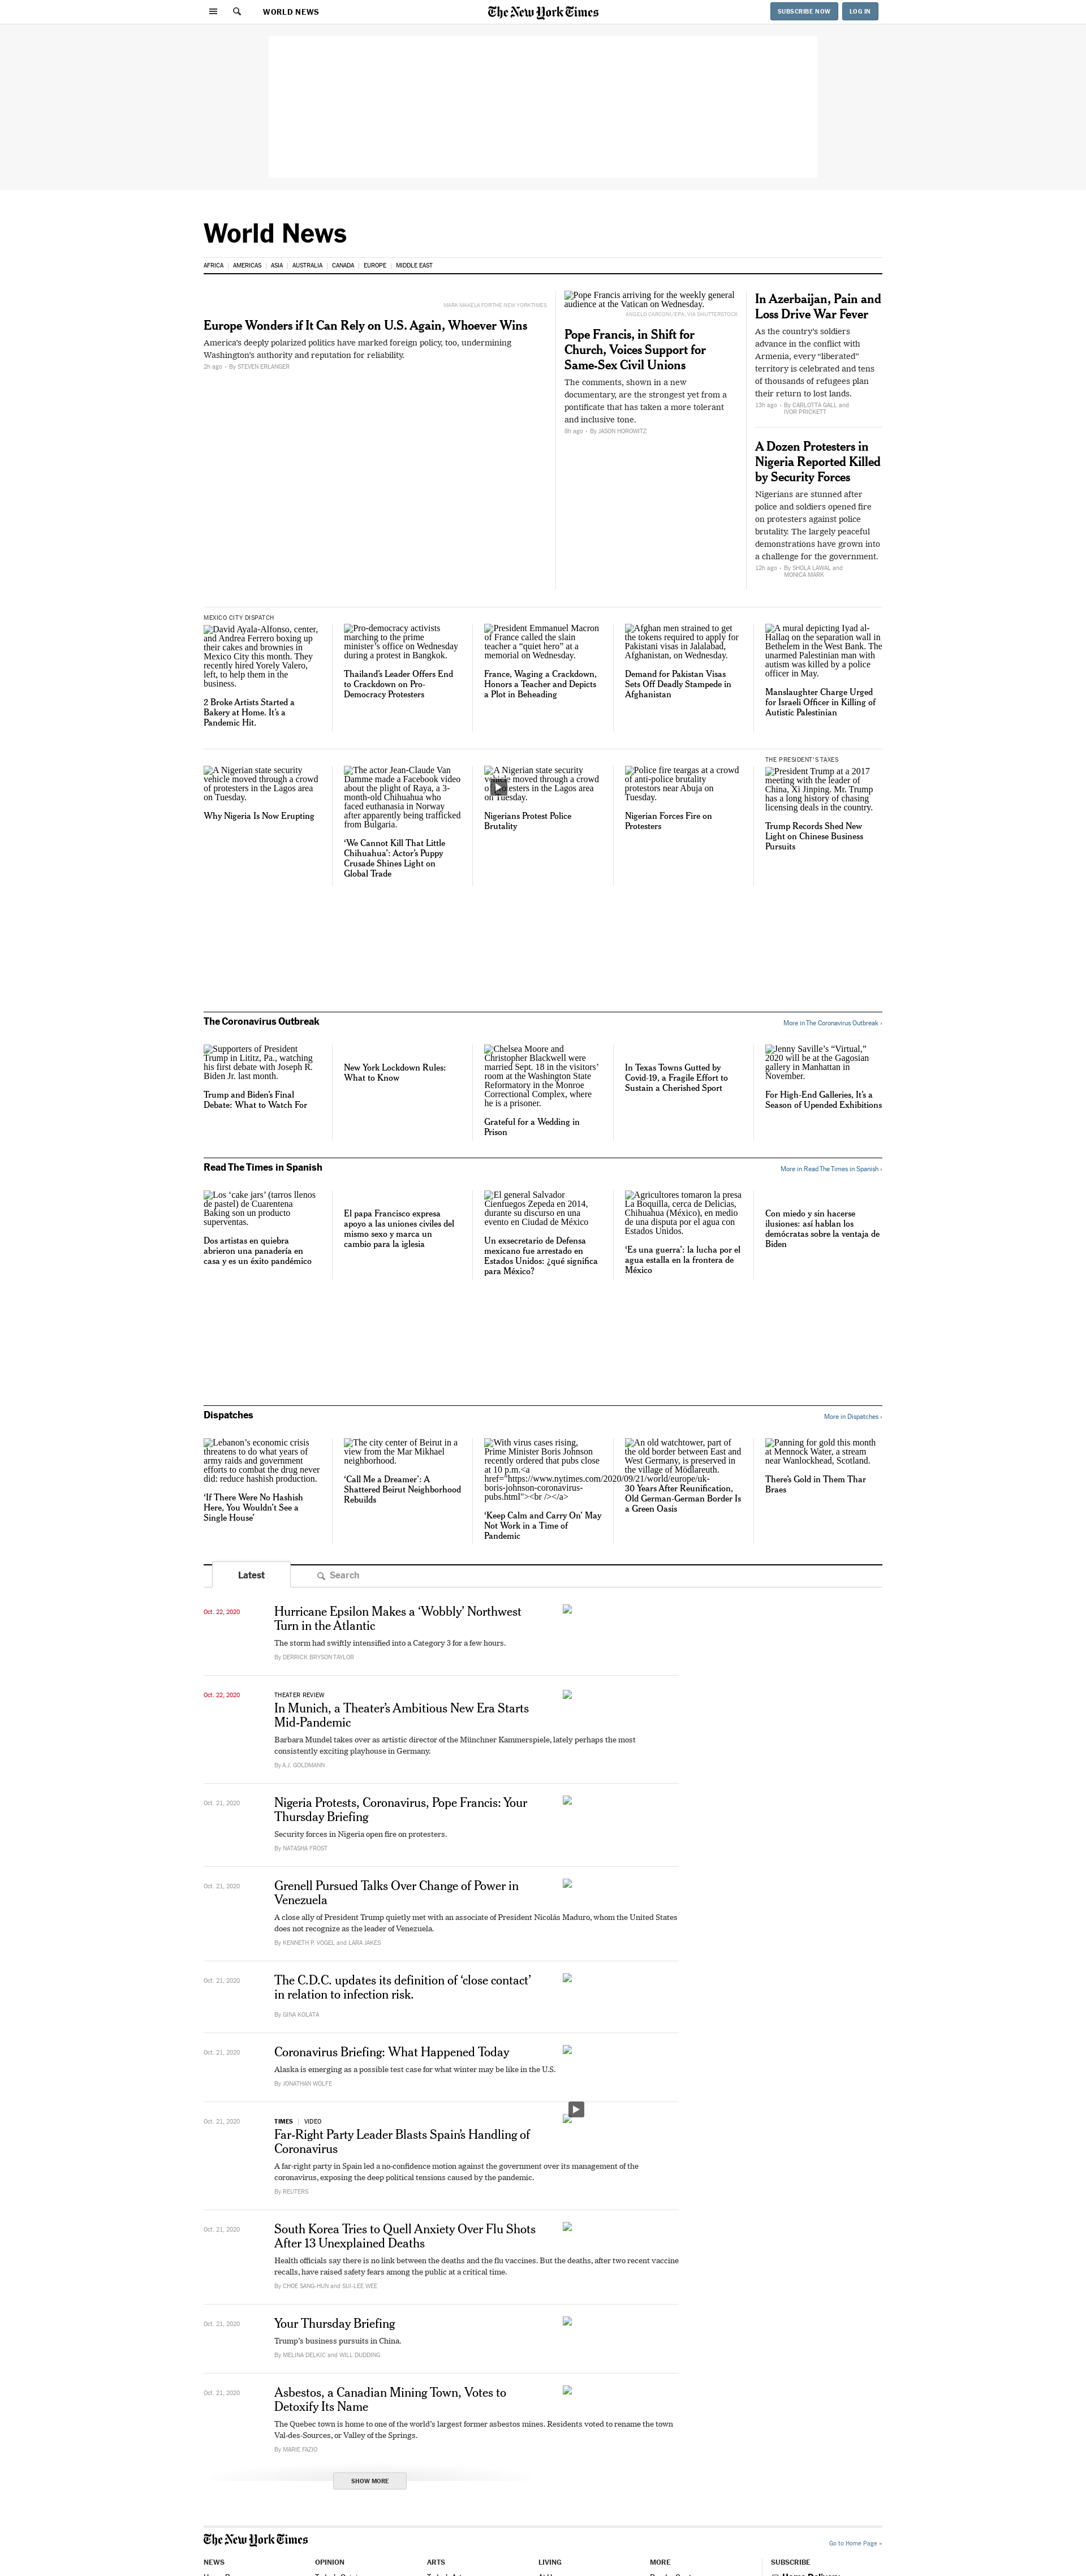 WORLD NEWS
The New York Times
SUBSCRIBE NOW
LOG IN
World News
AFRICA
AMERICAS
ASIA
AUSTRALIA
CANADA
EUROPE
MIDDLE EAST
MARK MAKELA FOR THE NEW YORK TIMES
Europe Wonders if It Can Rely on U.S. Again, Whoever Wins
America's deeply polarized politics have marked foreign policy, too, undermining
Washington's authority and reputation for reliability.
2h ago • By STEVEN ERLANGER
Pope Francis arriving for the weekly general
audience at the Vatican on Wednesday.
ANGELO CARCONI/EPA, VIA SHUTTERSTOCK
Pope Francis, in Shift for
Church, Voices Support for
Same-Sex Civil Unions
The comments, shown in a new
documentary, are the strongest yet from a
pontificate that has taken a more tolerant
and inclusive tone.
8h ago • By JASON HOROWITZ
In Azerbaijan, Pain and
Loss Drive War Fever
As the country's soldiers
advance in the conflict with
Armenia, every “liberated”
territory is celebrated and tens
of thousands of refugees plan
their return to lost lands.
13h ago • By CARLOTTA GALL and
IVOR PRICKETT
A Dozen Protesters in
Nigeria Reported Killed
by Security Forces
Nigerians are stunned after
police and soldiers opened fire
on protesters against police
brutality. The largely peaceful
demonstrations have grown into
a challenge for the government.
12h ago • By SHOLA LAWAL and
MONICA MARK
MEXICO CITY DISPATCH
David Ayala-Alfonso, center,
and Andrea Ferrero boxing up
their cakes and brownies in
Mexico City this month. They
recently hired Yorely Valero,
left, to help them in the
business.
2 Broke Artists Started a
Bakery at Home. It's a
Pandemic Hit.
Pro-democracy activists
marching to the prime
minister's office on Wednesday
during a protest in Bangkok.
Thailand's Leader Offers End
to Crackdown on Pro-
Democracy Protesters
President Emmanuel Macron
of France called the slain
teacher a “quiet hero” at a
memorial on Wednesday.
France, Waging a Crackdown,
Honors a Teacher and Depicts
a Plot in Beheading
Afghan men strained to get
the tokens required to apply for
Pakistani visas in Jalalabad,
Afghanistan, on Wednesday.
Demand for Pakistan Visas
Sets Off Deadly Stampede in
Afghanistan
A mural depicting Iyad al-
Hallaq on the separation wall in
Bethelem in the West Bank. The
unarmed Palestinian man with
autism was killed by a police
officer in May.
Manslaughter Charge Urged
for Israeli Officer in Killing of
Autistic Palestinian
A Nigerian state security
vehicle moved through a crowd
of protesters in the Lagos area
on Tuesday.
Why Nigeria Is Now Erupting
The actor Jean-Claude Van
Damme made a Facebook video
about the plight of Raya, a 3-
month-old Chihuahua who
faced euthanasia in Norway
after apparently being trafficked
from Bulgaria.
‘We Cannot Kill That Little
Chihuahua’: Actor's Puppy
Crusade Shines Light on
Global Trade
A Nigerian state security
moved through a crowd
protesters in the Lagos area
on Tuesday.
Nigerians Protest Police
Brutality
Police fire teargas at a crowd
of anti-police brutality
protesters near Abuja on
Tuesday.
Nigerian Forces Fire on
Protesters
THE PRESIDENT'S TAXES
President Trump at a 2017
meeting with the leader of
China, Xi Jinping. Mr. Trump
has a long history of chasing
licensing deals in the country.
Trump Records Shed New
Light on Chinese Business
Pursuits
The Coronavirus Outbreak
More in The Coronavirus Outbreak ›
Supporters of President
Trump in Lititz, Pa., watching
his first debate with Joseph R.
Biden Jr. last month.
Trump and Biden's Final
Debate: What to Watch For
New York Lockdown Rules:
What to Know
Chelsea Moore and
Christopher Blackwell were
married Sept. 18 in the visitors'
room at the Washington State
Reformatory in the Monroe
Correctional Complex, where
he is a prisoner.
Grateful for a Wedding in
Prison
In Texas Towns Gutted by
Covid-19, a Fragile Effort to
Sustain a Cherished Sport
Jenny Saville's “Virtual,”
2020 will be at the Gagosian
gallery in Manhattan in
November.
For High-End Galleries, It's a
Season of Upended Exhibitions
Read The Times in Spanish
More in Read The Times in Spanish ›
Los ‘cake jars’ (tarros llenos
de pastel) de Cuarentena
Baking son un producto
superventas.
Dos artistas en quiebra
abrieron una panadería en
casa y es un éxito pandémico
El papa Francisco expresa
apoyo a las uniones civiles del
mismo sexo y marca un
cambio para la iglesia
El general Salvador
Cienfuegos Zepeda en 2014,
durante su discurso en una
evento en Ciudad de México
Un exsecretario de Defensa
mexicano fue arrestado en
Estados Unidos: ¿qué significa
para México?
Agricultores tomaron la presa
La Boquilla, cerca de Delicias,
Chihuahua (México), en medio
de una disputa por el agua con
Estados Unidos.
‘Es una guerra’: la lucha por el
agua estalla en la frontera de
México
Con miedo y sin hacerse
ilusiones: así hablan los
demócratas sobre la ventaja de
Biden
Dispatches
More in Dispatches ›
Lebanon's economic crisis
threatens to do what years of
army raids and government
efforts to combat the drug never
did: reduce hashish production.
‘If There Were No Hashish
Here, You Wouldn't See a
Single House’
The city center of Beirut in a
view from the Mar Mikhael
neighborhood.
‘Call Me a Dreamer’: A
Shattered Beirut Neighborhood
Rebuilds
With virus cases rising,
Prime Minister Boris Johnson
recently ordered that pubs close
at 10 p.m.<a
href="https://www.nytimes.com/2020/09/21/world/europe/uk-
boris-johnson-coronavirus-
pubs.html"><br /></a>
‘Keep Calm and Carry On’ May
Not Work in a Time of
Pandemic
An old watchtower, part of
the old border between East and
West Germany, is preserved in
the village of Mödlareuth.
30 Years After Reunification,
Old German-German Border Is
a Green Oasis
Panning for gold this month
at Mennock Water, a stream
near Wanlockhead, Scotland.
There's Gold in Them Thar
Braes
Latest
Search
Oct. 22, 2020
Hurricane Epsilon Makes a ‘Wobbly’ Northwest
Turn in the Atlantic
The storm had swiftly intensified into a Category 3 for a few hours.
By DERRICK BRYSON TAYLOR
Oct. 22, 2020
THEATER REVIEW
In Munich, a Theater's Ambitious New Era Starts
Mid-Pandemic
Barbara Mundel takes over as artistic director of the Münchner Kammerspiele, lately perhaps the most
consistently exciting playhouse in Germany.
By A.J. GOLDMANN
Oct. 21, 2020
Nigeria Protests, Coronavirus, Pope Francis: Your
Thursday Briefing
Security forces in Nigeria open fire on protesters.
By NATASHA FROST
Oct. 21, 2020
Grenell Pursued Talks Over Change of Power in
Venezuela
A close ally of President Trump quietly met with an associate of President Nicolás Maduro, whom the United States
does not recognize as the leader of Venezuela.
By KENNETH P. VOGEL and LARA JAKES
Oct. 21, 2020
The C.D.C. updates its definition of ‘close contact’
in relation to infection risk.
By GINA KOLATA
Oct. 21, 2020
Coronavirus Briefing: What Happened Today
Alaska is emerging as a possible test case for what winter may be like in the U.S.
By JONATHAN WOLFE
Oct. 21, 2020
TIMES | VIDEO
Far-Right Party Leader Blasts Spain's Handling of
Coronavirus
A far-right party in Spain led a no-confidence motion against the government over its management of the
coronavirus, exposing the deep political tensions caused by the pandemic.
By REUTERS
Oct. 21, 2020
South Korea Tries to Quell Anxiety Over Flu Shots
After 13 Unexplained Deaths
Health officials say there is no link between the deaths and the flu vaccines. But the deaths, after two recent vaccine
recalls, have raised safety fears among the public at a critical time.
By CHOE SANG-HUN and SUI-LEE WEE
Oct. 21, 2020
Your Thursday Briefing
Trump's business pursuits in China.
By MELINA DELKIC and WILL DUDDING
Oct. 21, 2020
Asbestos, a Canadian Mining Town, Votes to
Detoxify Its Name
The Quebec town is home to one of the world's largest former asbestos mines. Residents voted to rename the town
Val-des-Sources, or Valley of the Springs.
By MARIE FAZIO
SHOW MORE
The New York Times
Go to Home Page »
NEWS
OPINION
ARTS
LIVING
MORE
SUBSCRIBE